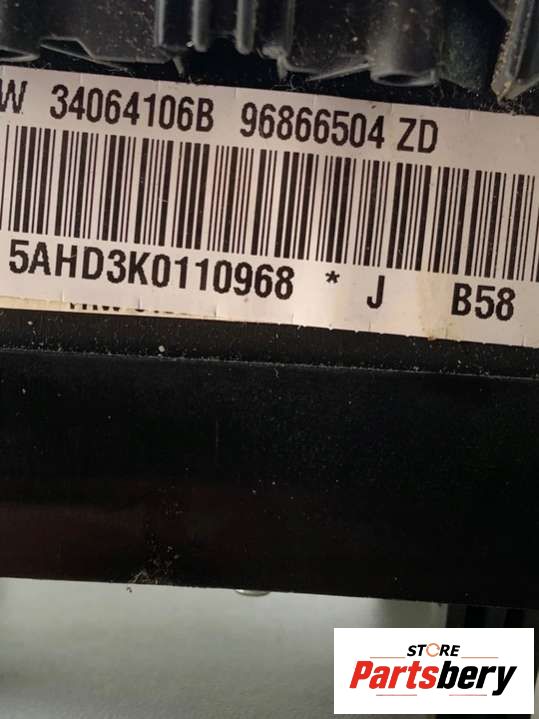 W 34064106B 96866504 ZD
5AHD3K0110968 * J B58
STORE
Partsbery